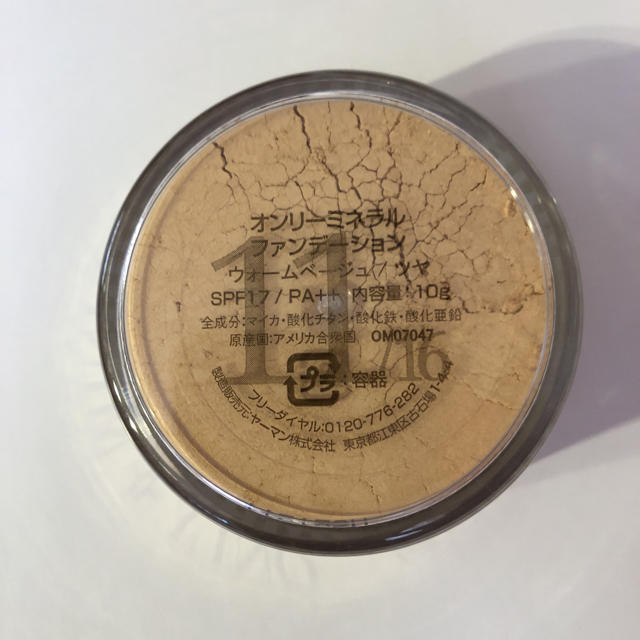 オンリーミネラル
ファンデーション
ウォームベージュ/ツヤ
SPF17/PA++ 内容量:10g
全成分:マイカ・酸化チタン・酸化鉄・酸化亜鉛
原産国:アメリカ合衆国 OM07047
プラ:容器
フリーダイヤル:0120-776-282
製造販売元:ヤーマン株式会社 東京都江東区古石場1-4-4
11/16